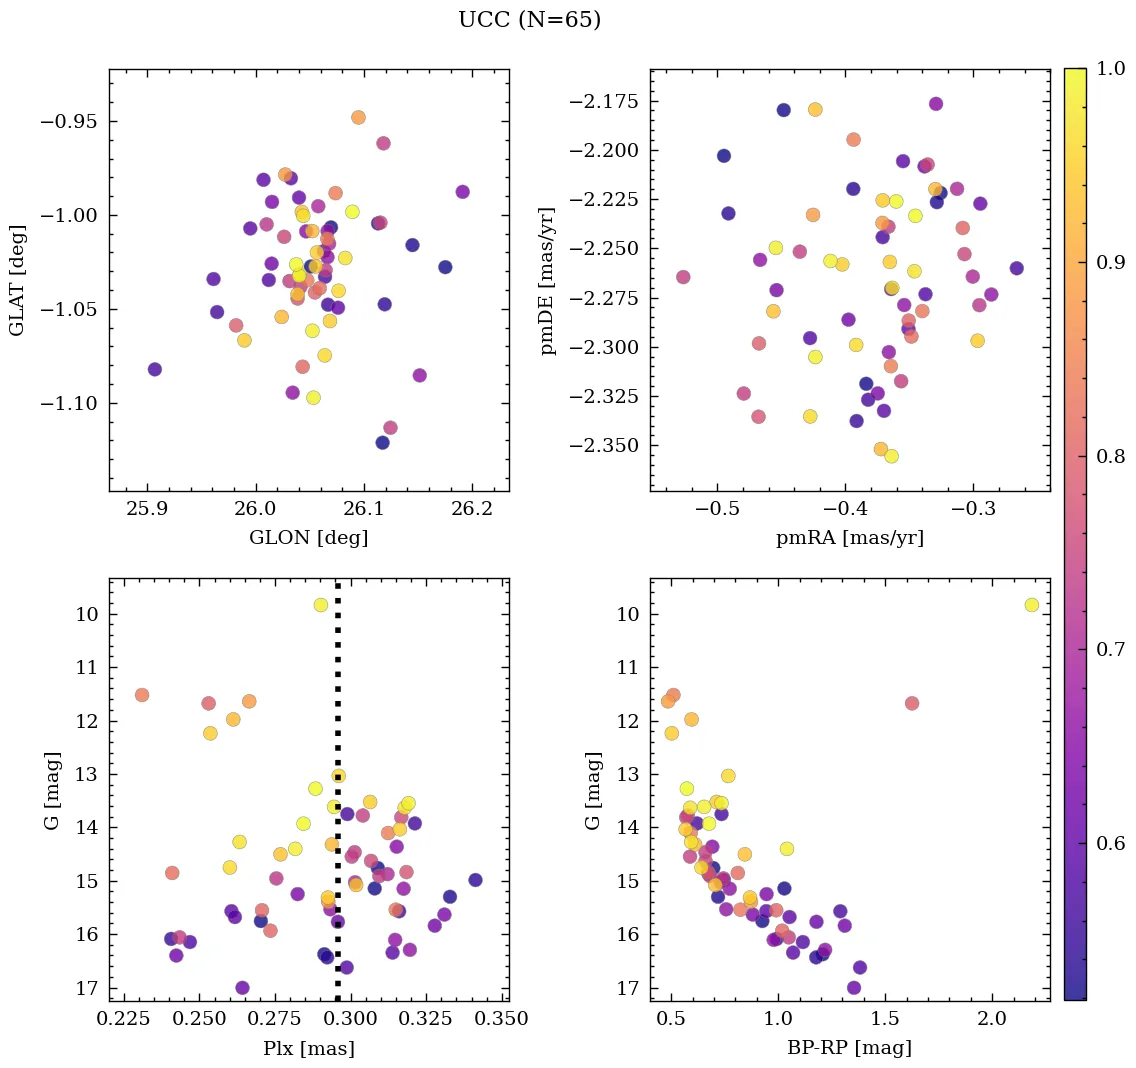 UCC (N=65)
−0.95
−1.00
−1.05
−1.10
GLAT [deg]
25.9 26.0 26.1 26.2
GLON [deg]
−2.175
−2.200
−2.225
−2.250
−2.275
−2.300
−2.325
−2.350
pmDE [mas/yr]
−0.5 −0.4 −0.3
pmRA [mas/yr]
1.0
0.9
0.8
0.7
0.6
10
11
12
13
14
15
16
17
G [mag]
0.225 0.250 0.275 0.300 0.325 0.350
Plx [mas]
10
11
12
13
14
15
16
17
G [mag]
0.5 1.0 1.5 2.0
BP-RP [mag]